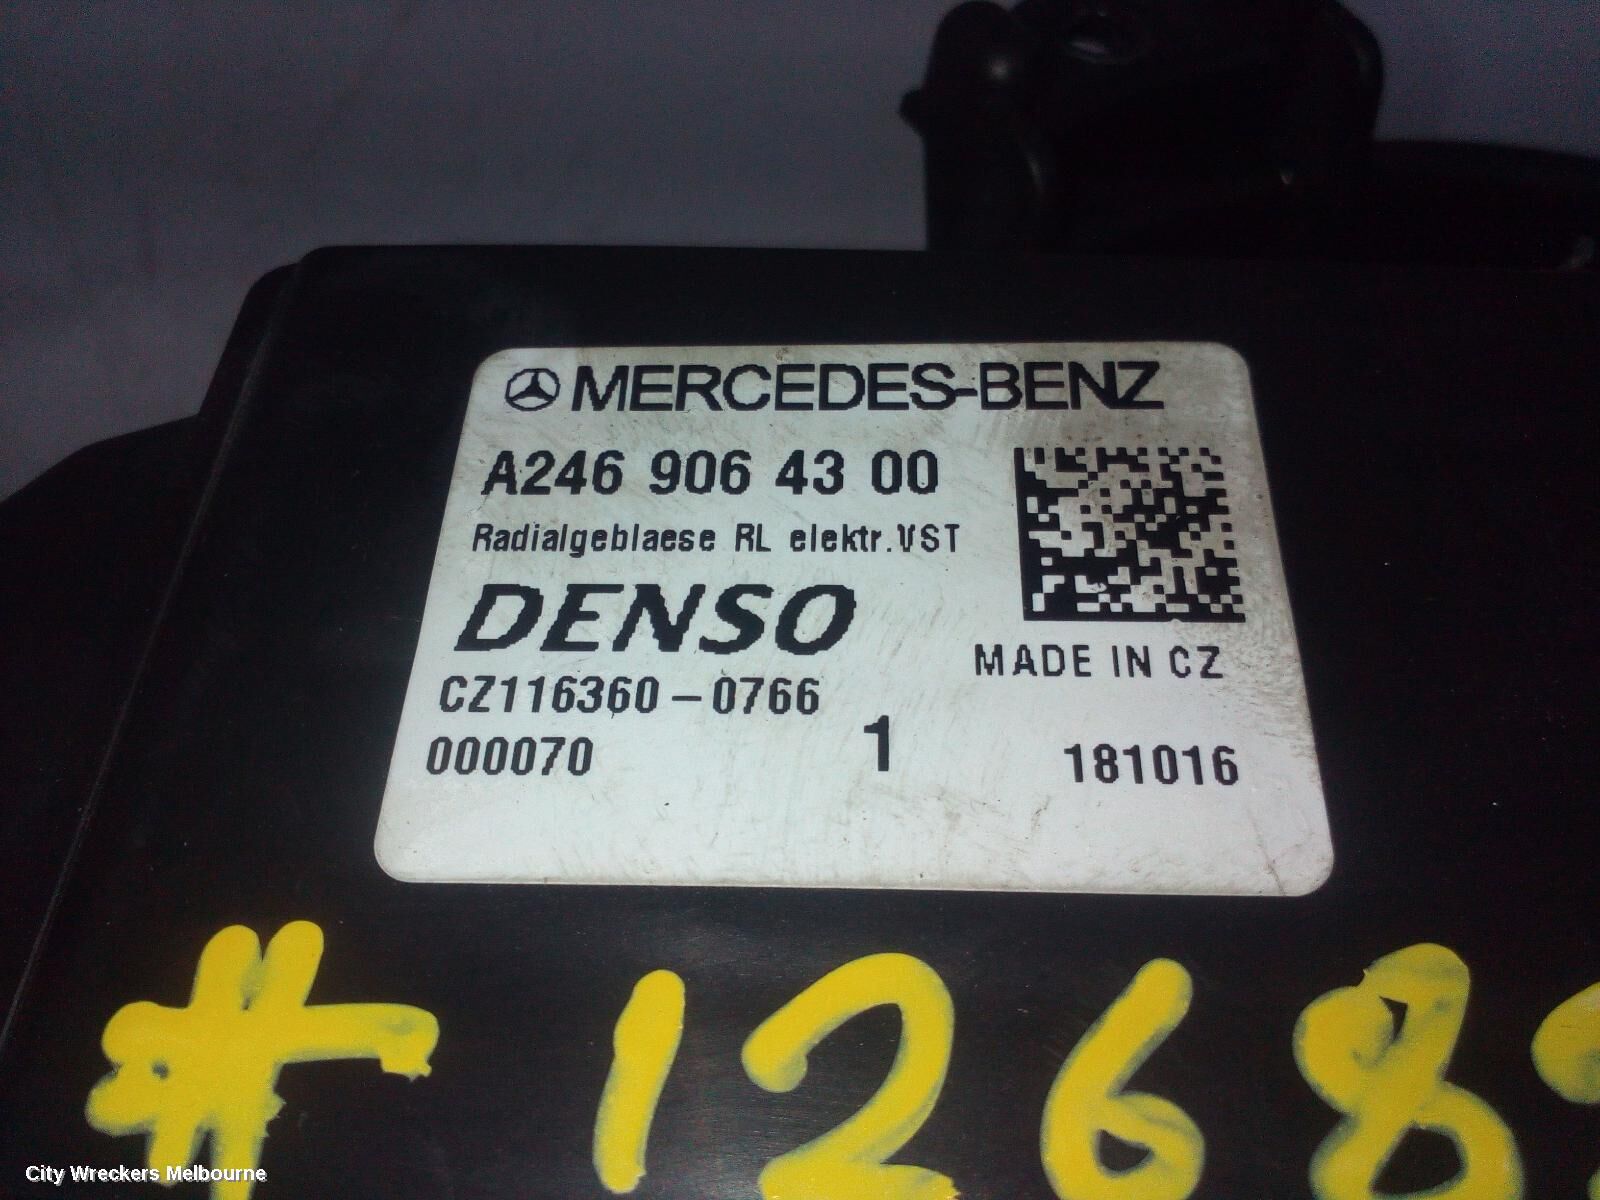 MERCEDES-BENZ
A246 906 43 00
Radialgeblaese RL elektr.VST
DENSO
MADE IN CZ
CZ116360-0766
000070 1 181016
# 1268
City Wreckers Melbourne